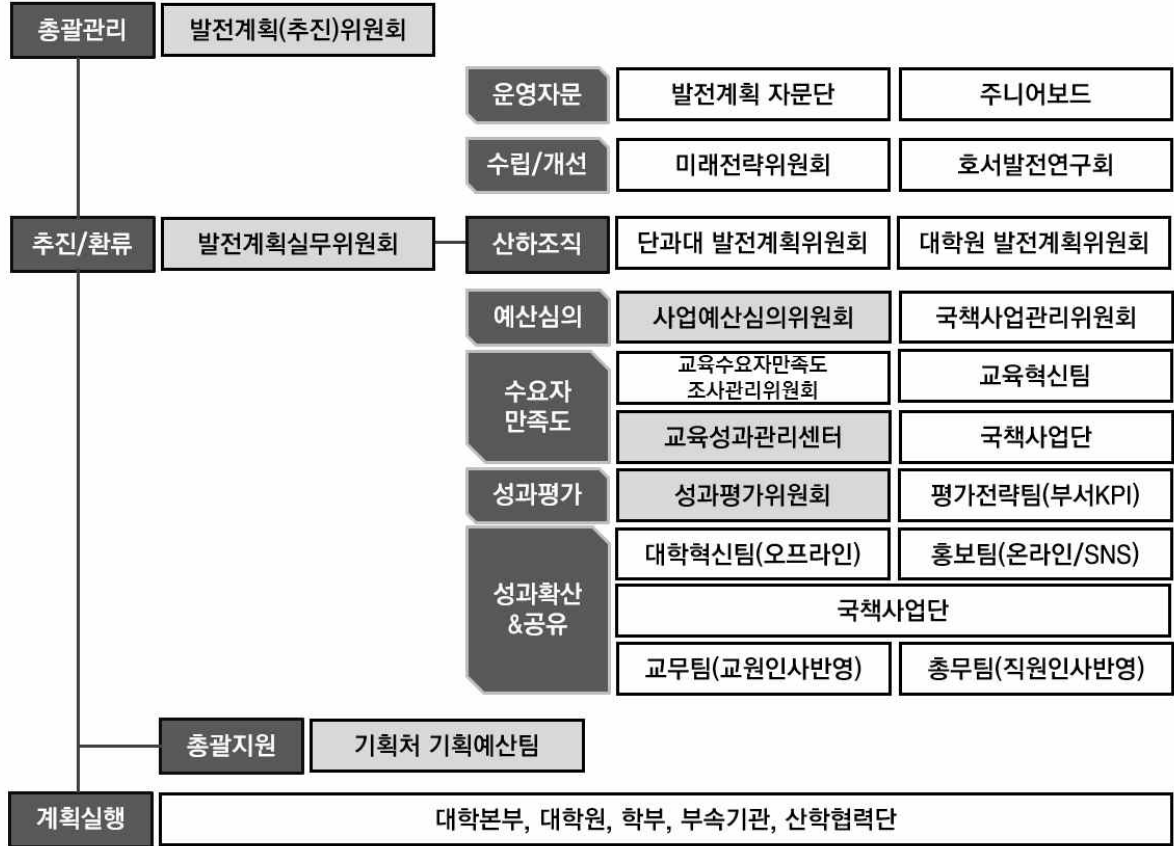 총괄관리
발전계획(추진)위원회
운영자문
발전계획 자문단
주니어보드
수립/개선
미래전략위원회
호서발전연구회
추진/환류
발전계획실무위원회
산하조직
단과대 발전계획위원회
대학원 발전계획위원회
예산심의
사업예산심의위원회
국책사업관리위원회
수요자
만족도
교육수요자만족도
조사관리위원회
교육혁신팀
교육성과관리센터
국책사업단
성과평가
성과평가위원회
평가전략팀(부서KPI)
성과확산
&공유
대학혁신팀(오프라인)
홍보팀(온라인/SNS)
국책사업단
교무팀(교원인사반영)
총무팀(직원인사반영)
총괄지원
기획처 기획예산팀
계획실행
대학본부, 대학원, 학부, 부속기관, 산학협력단